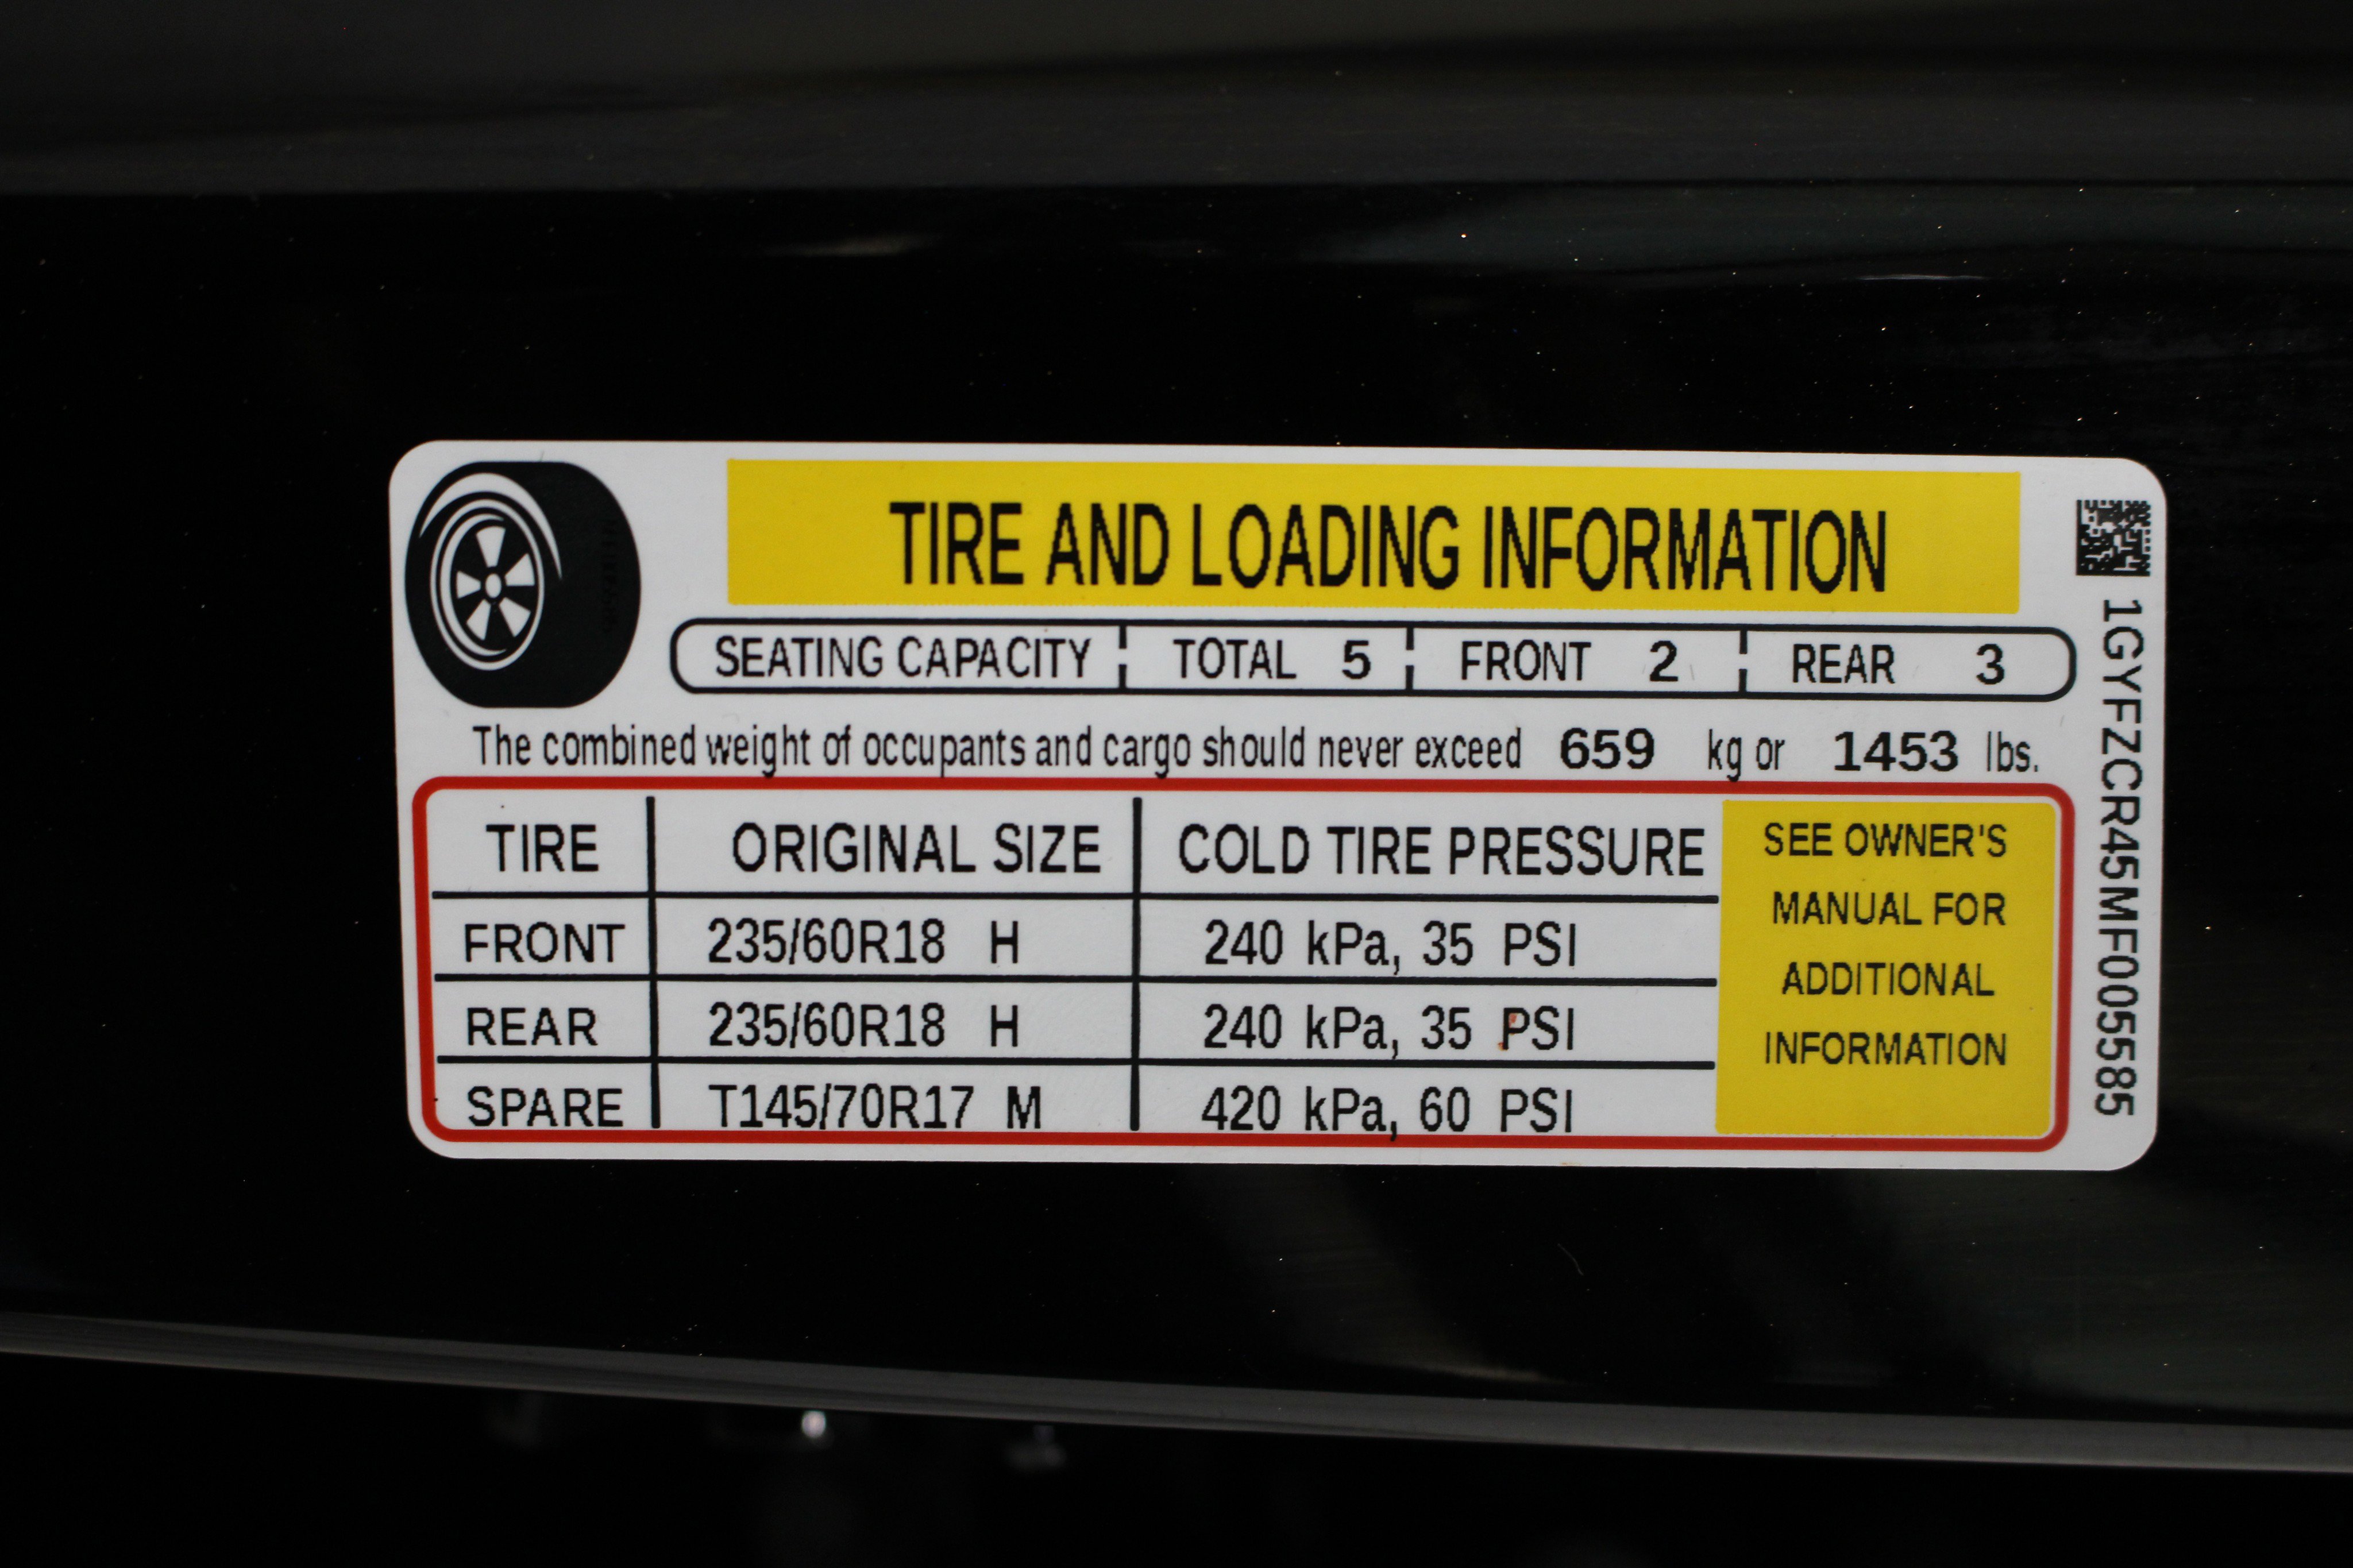 TIRE AND LOADING INFORMATION
SEATING CAPACITY TOTAL 5 FRONT 2 REAR 3
The combined weight of occupants and cargo should never exceed 659 kg or 1453 lbs.
TIRE ORIGINAL SIZE COLD TIRE PRESSURE
FRONT 235/60R18 H 240 kPa, 35 PSI
REAR 235/60R18 H 240 kPa, 35 PSI
SPARE T145/70R17 M 420 kPa, 60 PSI
SEE OWNER'S
MANUAL FOR
ADDITIONAL
INFORMATION
1GYFZCR45MF005585